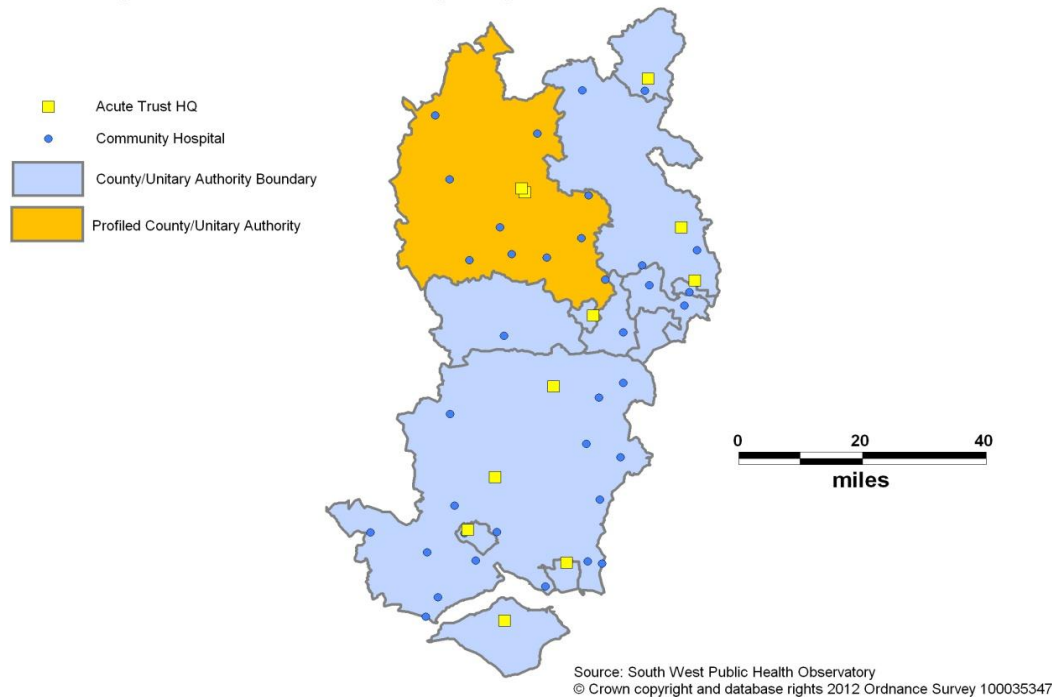 Acute Trust HQ
Community Hospital
County/Unitary Authority Boundary
Profiled County/Unitary Authority
0 20 40
miles
Source: South West Public Health Observatory
© Crown copyright and database rights 2012 Ordnance Survey 100035347